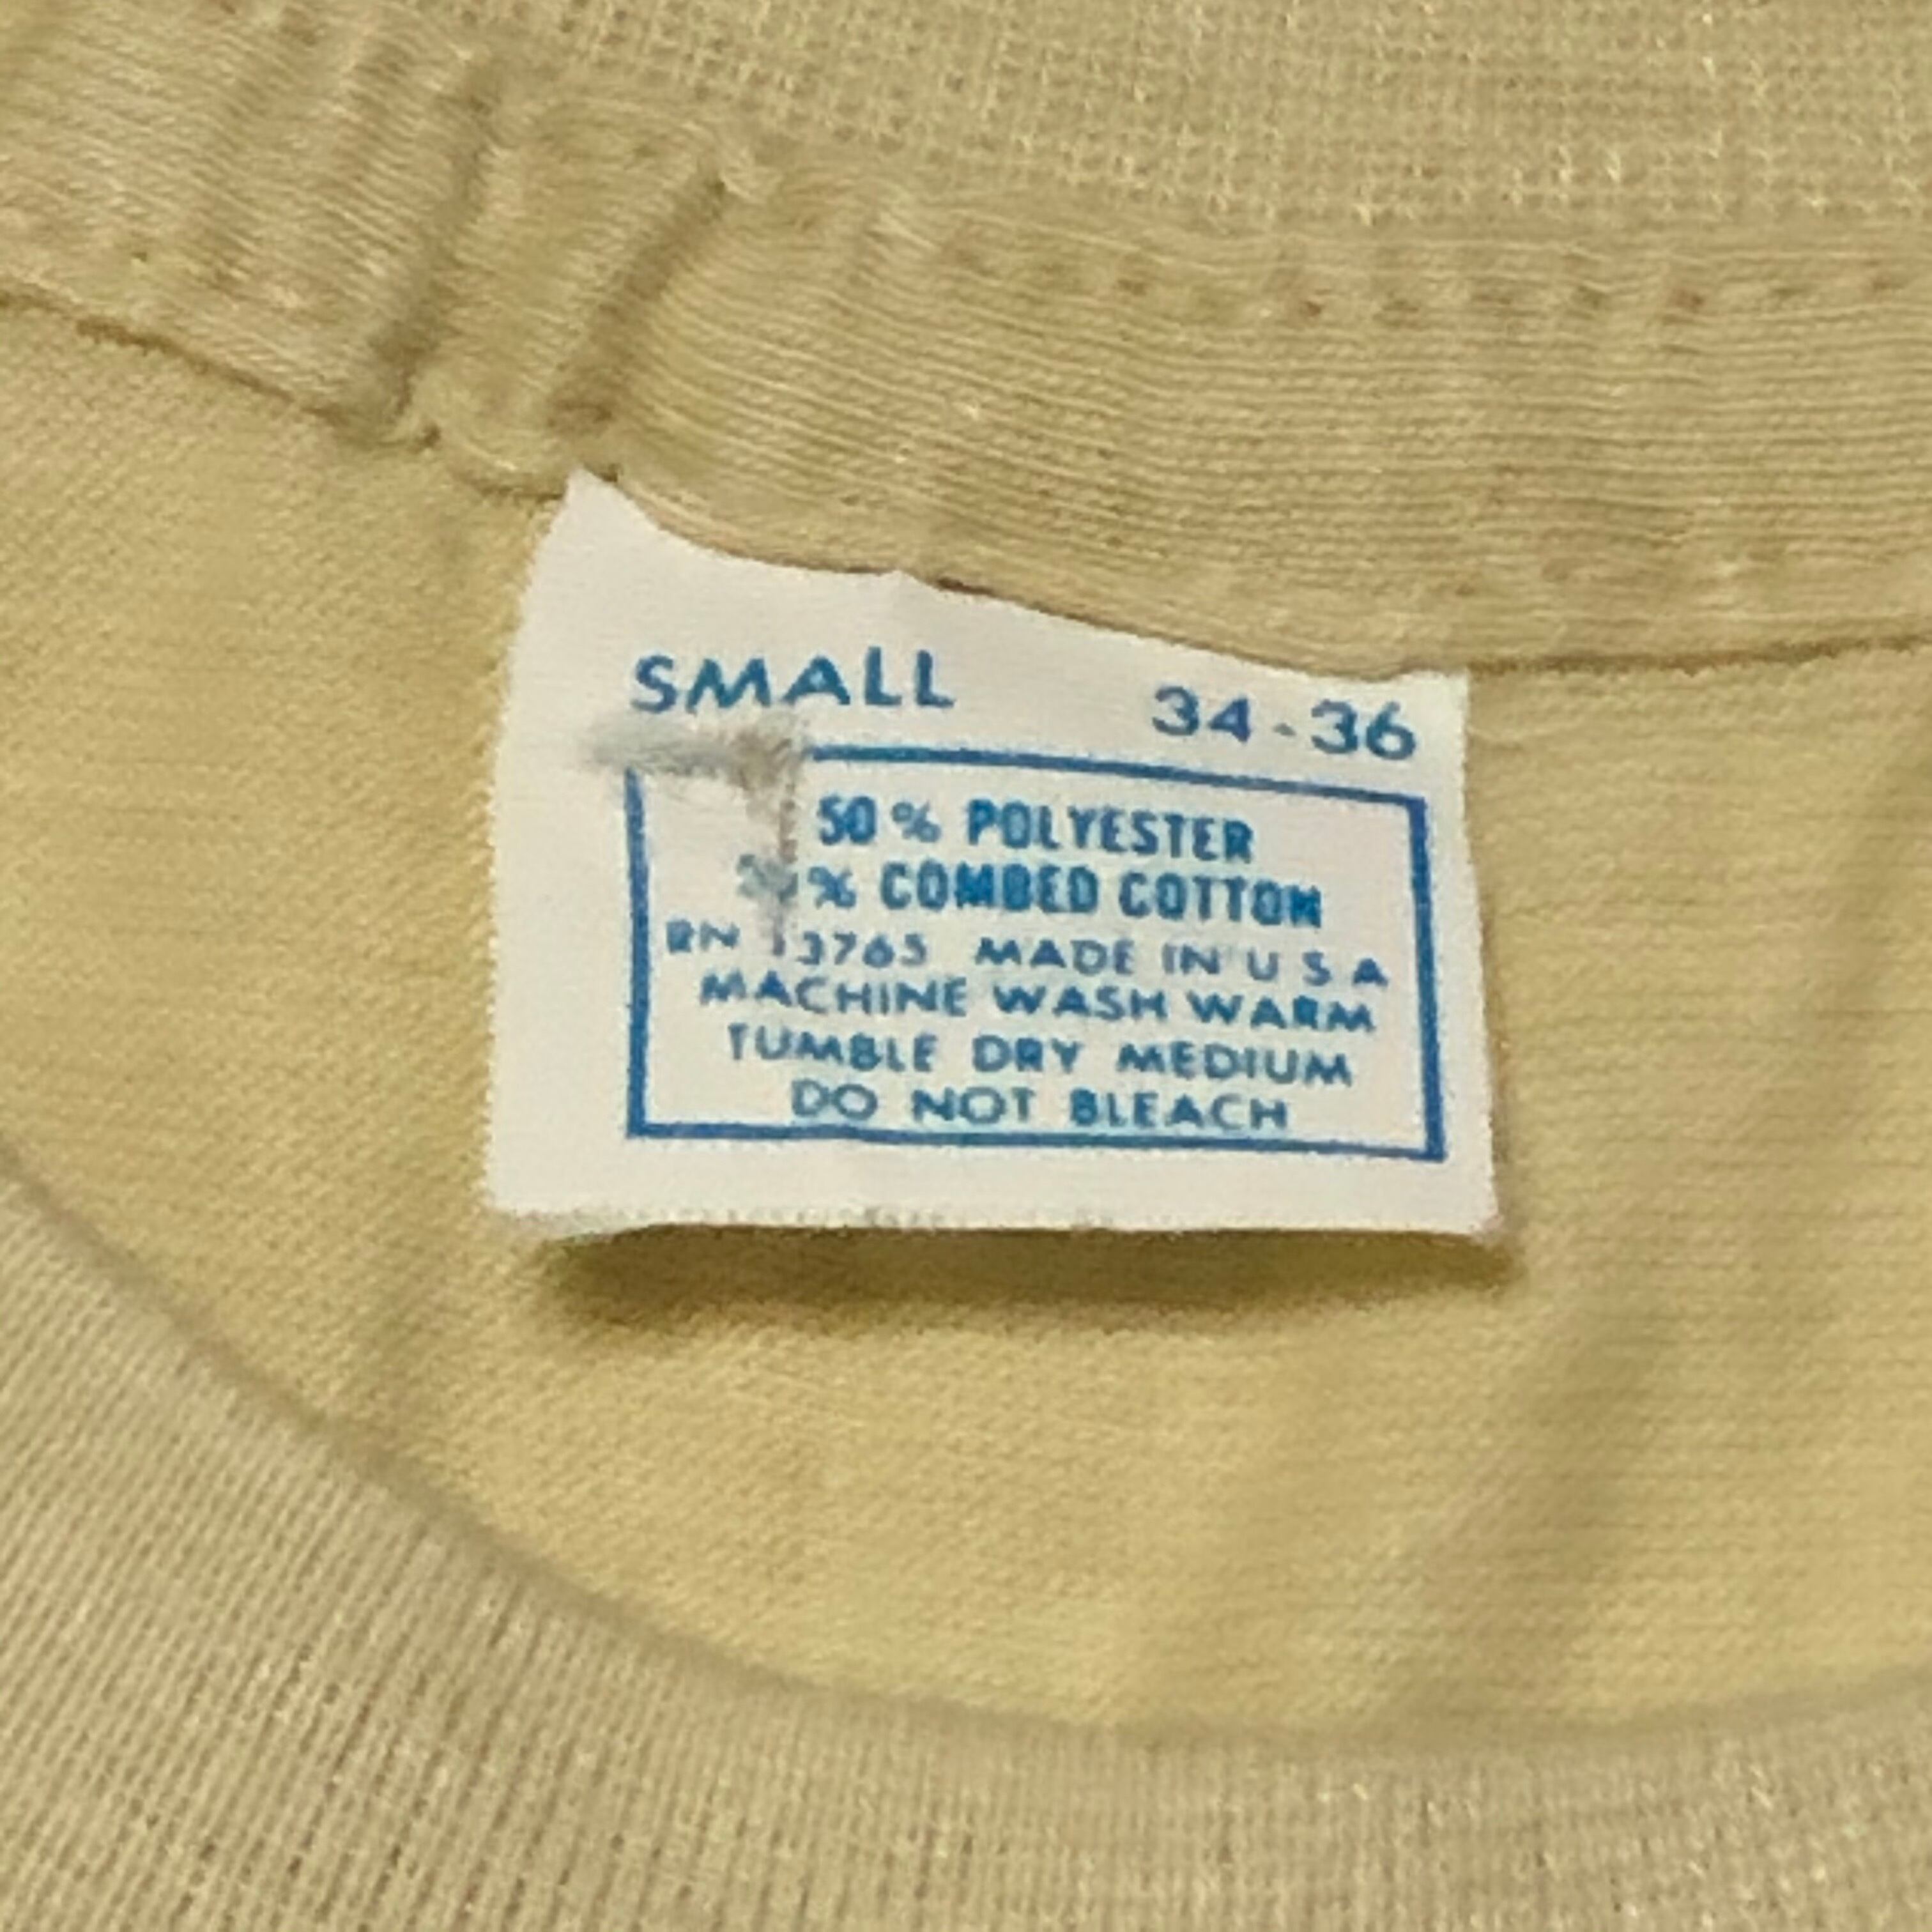 SMALL 34-36
50% POLYESTER
% COMBED COTTON
RN 13765 MADE IN U S A
MACHINE WASH WARM
TUMBLE DRY MEDIUM
DO NOT BLEACH